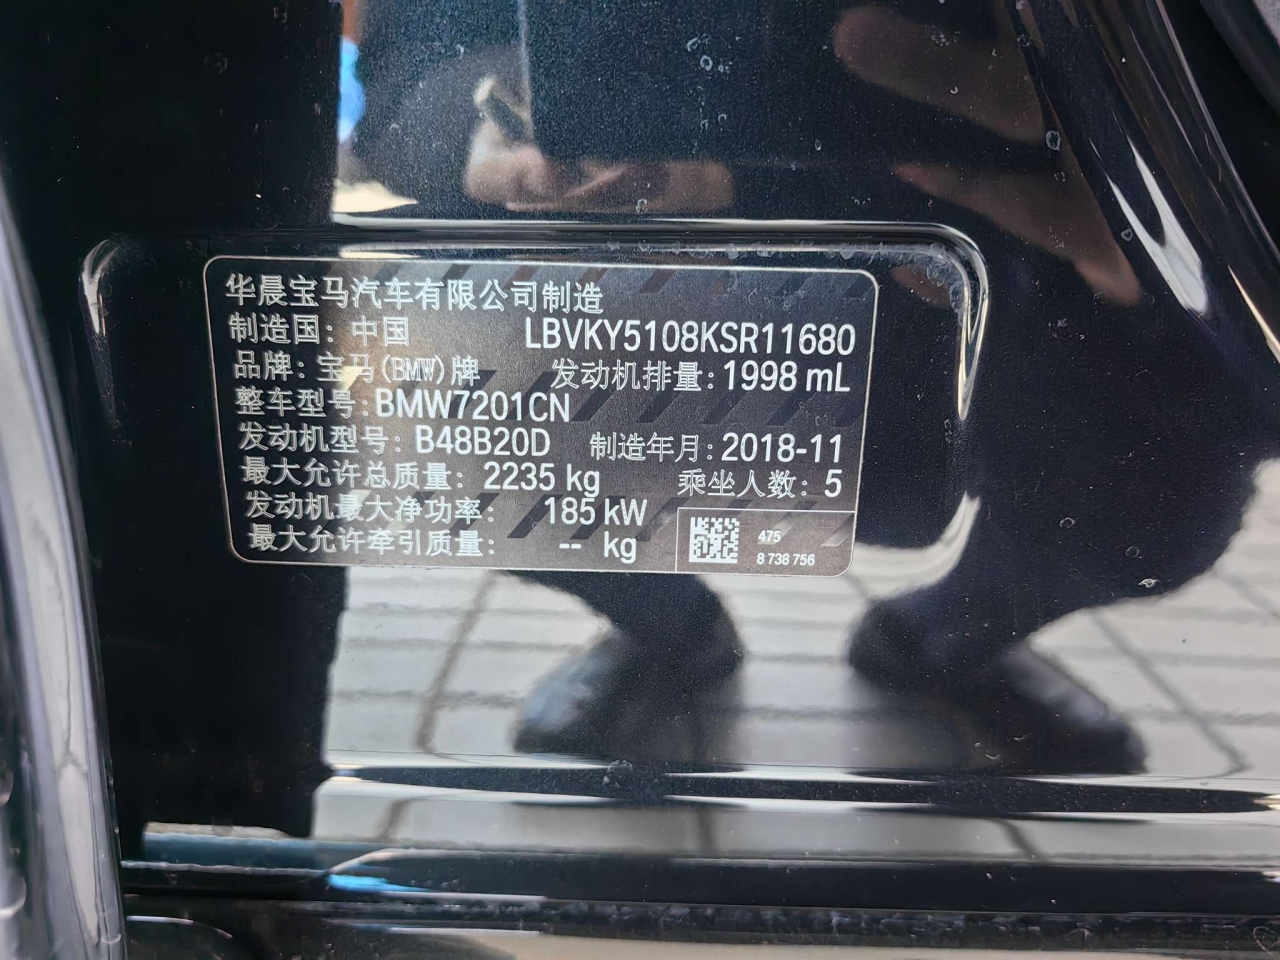 华晨宝马汽车有限公司制造
制造国: 中国 LBVKY5108KSR11680
品牌: 宝马(BMW)牌 发动机排量: 1998 mL
整车型号: BMW7201CN
发动机型号: B48B20D 制造年月: 2018-11
最大允许总质量: 2235 kg 乘坐人数: 5
发动机最大净功率: 185 kW
最大允许牵引质量: -- kg
475
8 738 756